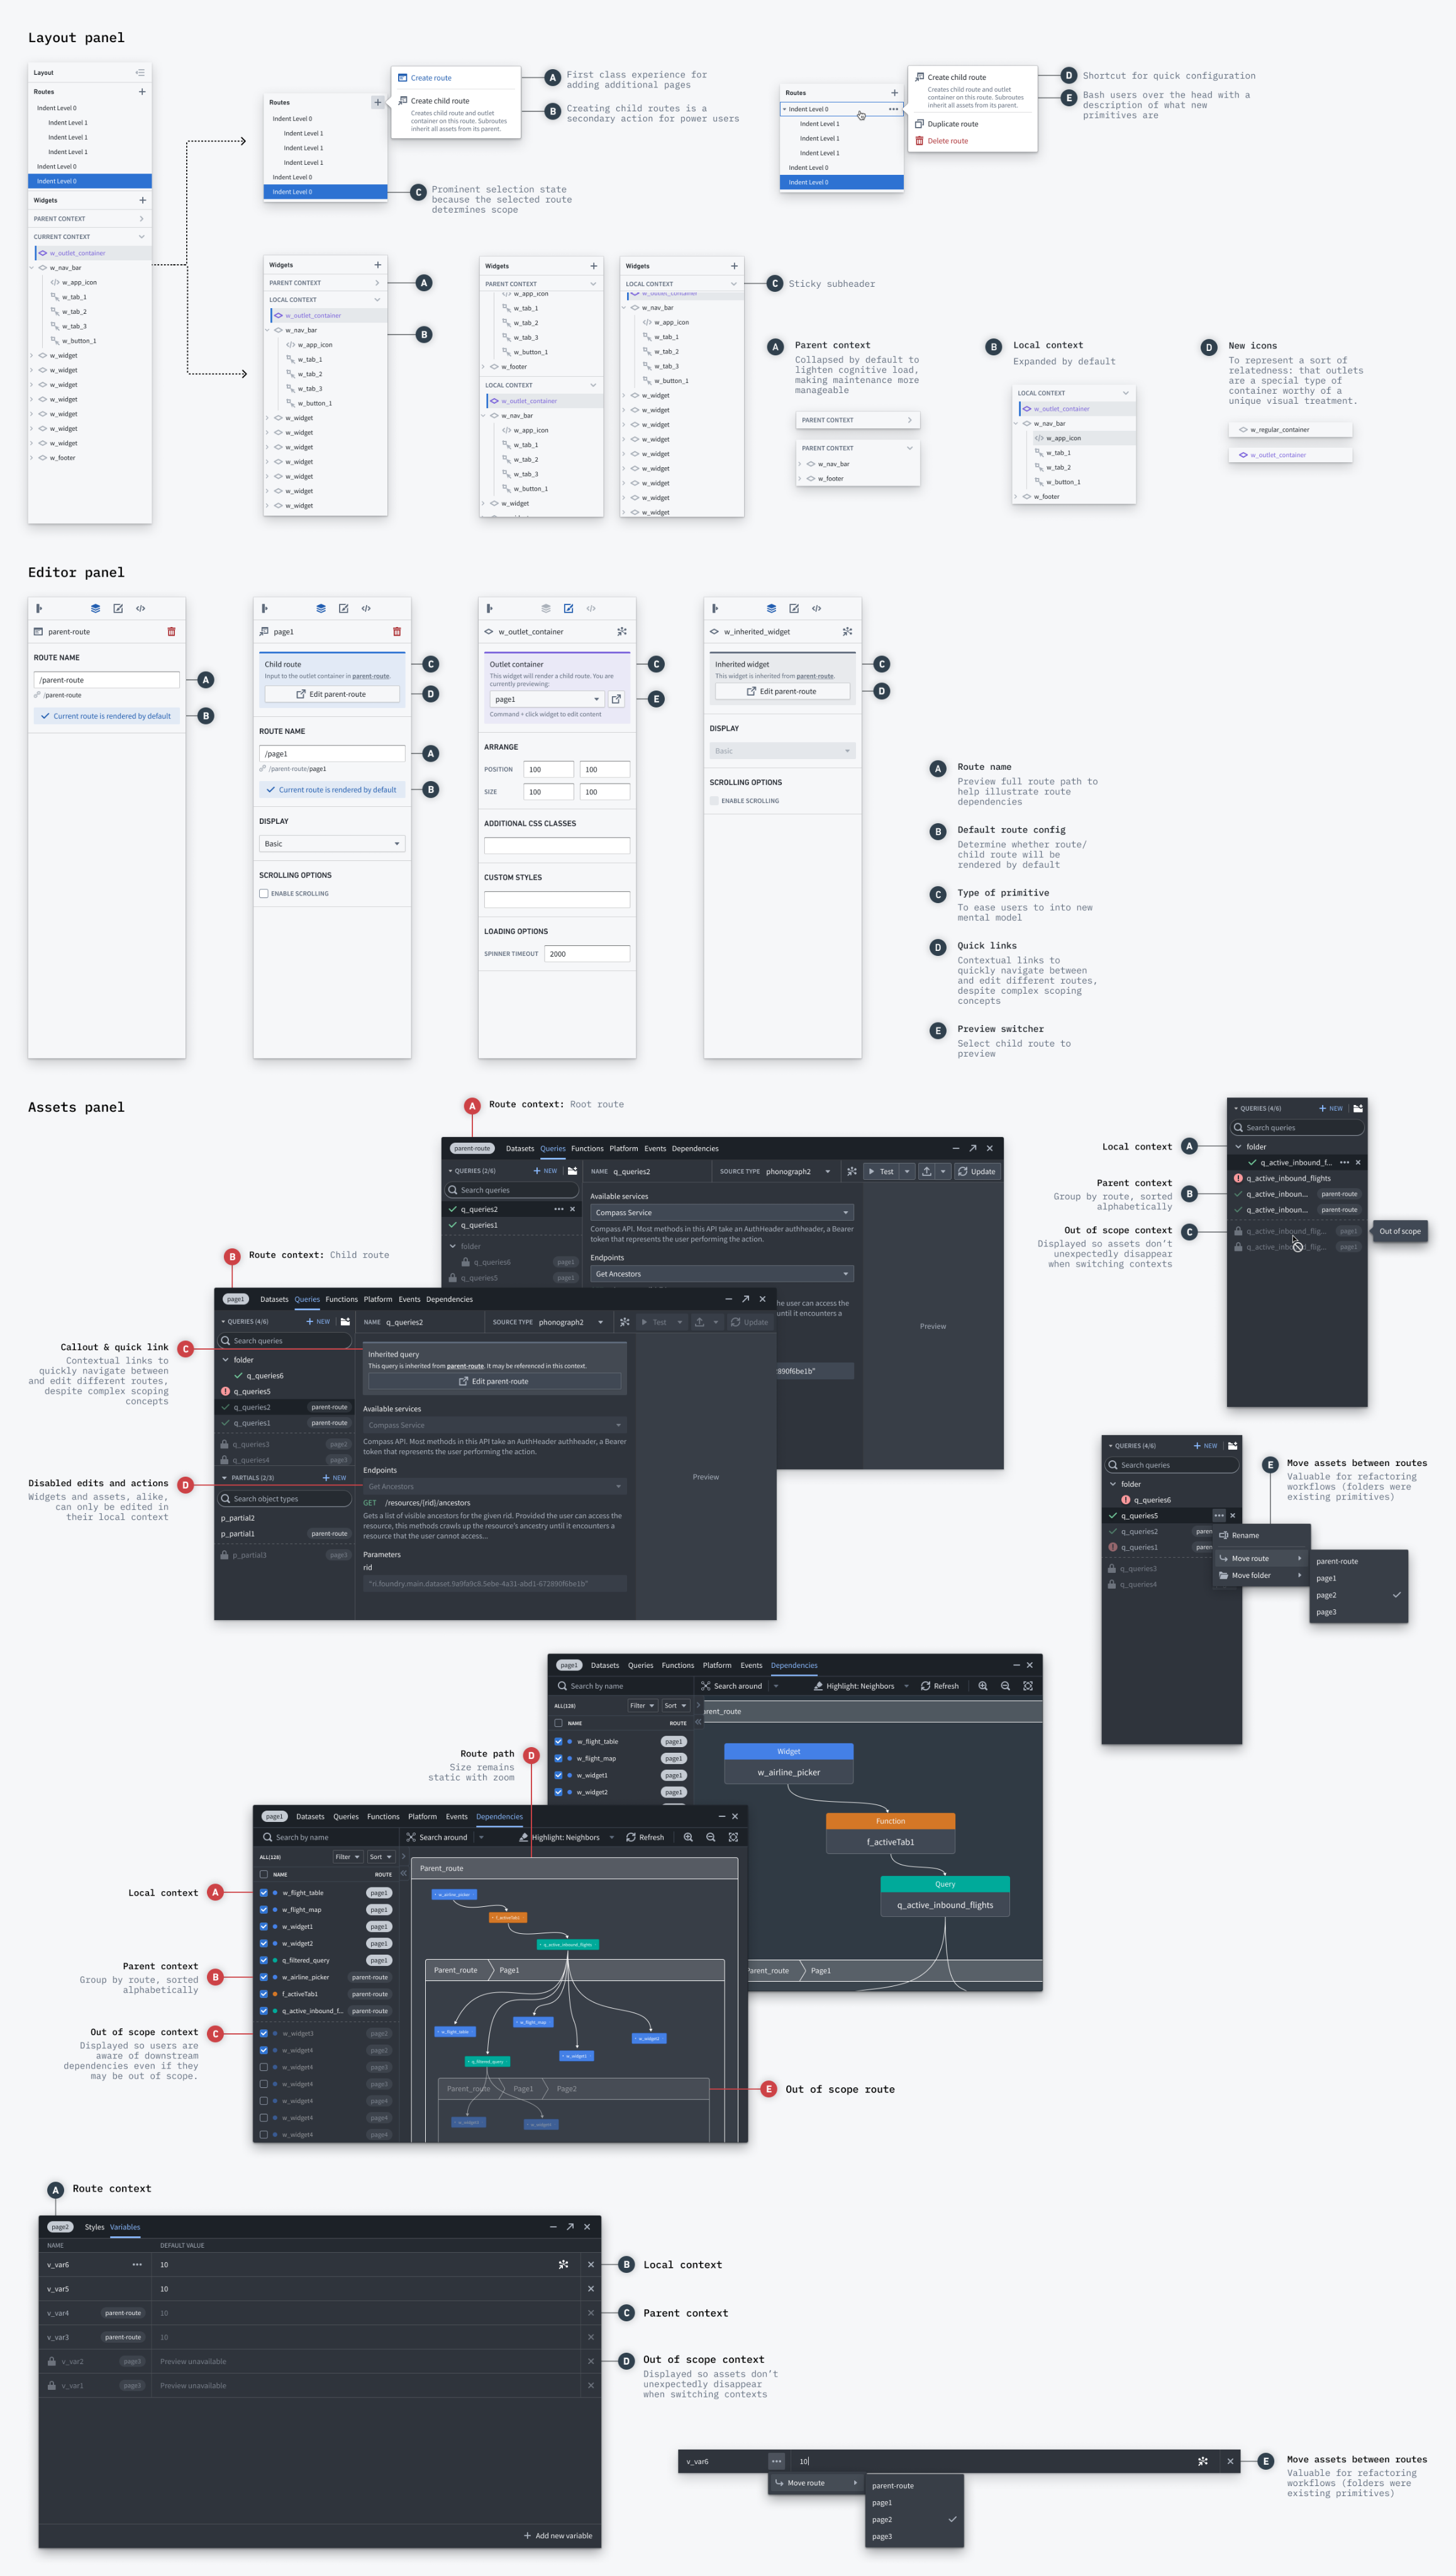 Layout panel
Layout
Routes
Indent Level 0
Indent Level 1
Indent Level 1
Indent Level 1
Indent Level 0
Indent Level 0
Widgets
PARENT CONTEXT
CURRENT CONTEXT
w_outlet_container
w_nav_bar
w_app_icon
w_tab_1
w_tab_2
w_tab_3
w_button_1
w_widget
w_widget
w_widget
w_widget
w_widget
w_widget
w_widget
w_footer
Routes
Indent Level 0
Indent Level 1
Indent Level 1
Indent Level 1
Indent Level 0
Indent Level 0
Create route
Create child route
Creates child route and outlet
container on this route. Subroutes
inherit all assets from its parent.
A
First class experience for
adding additional pages
B
Creating child routes is a
secondary action for power users
C
Prominent selection state
because the selected route
determines scope
Routes
Indent Level 0
Indent Level 1
Indent Level 1
Indent Level 1
Indent Level 0
Indent Level 0
Create child route
Creates child route and outlet
container on this route. Subroutes
inherit all assets from its parent.
Duplicate route
Delete route
D
Shortcut for quick configuration
E
Bash users over the head with a
description of what new
primitives are
Widgets
PARENT CONTEXT
LOCAL CONTEXT
w_outlet_container
w_nav_bar
w_app_icon
w_tab_1
w_tab_2
w_tab_3
w_button_1
w_widget
w_widget
w_widget
w_widget
w_widget
w_widget
w_widget
A
B
Widgets
PARENT CONTEXT
w_app_icon
w_tab_1
w_tab_2
w_tab_3
w_button_1
w_footer
LOCAL CONTEXT
w_outlet_container
w_nav_bar
w_app_icon
w_tab_1
w_tab_2
w_tab_3
w_button_1
w_widget
Widgets
LOCAL CONTEXT
w_outlet_container
w_nav_bar
w_app_icon
w_tab_1
w_tab_2
w_tab_3
w_button_1
w_widget
w_widget
w_widget
w_widget
w_widget
w_widget
w_widget
w_widget
w_widget
C
Sticky subheader
A
Parent context
Collapsed by default to
lighten cognitive load,
making maintenance more
manageable
PARENT CONTEXT
PARENT CONTEXT
w_nav_bar
w_footer
B
Local context
Expanded by default
LOCAL CONTEXT
w_outlet_container
w_nav_bar
w_app_icon
w_tab_1
w_tab_2
w_button_1
w_footer
D
New icons
To represent a sort of
relatedness: that outlets
are a special type of
container worthy of a
unique visual treatment.
w_regular_container
w_outlet_container
Editor panel
parent-route
ROUTE NAME
/parent-route
/parent-route
Current route is rendered by default
A
B
page1
Child route
Input to the outlet container in parent-route.
Edit parent-route
ROUTE NAME
/page1
/parent-route/page1
Current route is rendered by default
DISPLAY
Basic
SCROLLING OPTIONS
ENABLE SCROLLING
C
D
A
B
w_outlet_container
Outlet container
This widget will render a child route. You are
currently previewing:
page1
Command + click widget to edit content
ARRANGE
POSITION 100 100
SIZE 100 100
ADDITIONAL CSS CLASSES
CUSTOM STYLES
LOADING OPTIONS
SPINNER TIMEOUT 2000
C
E
w_inherited_widget
Inherited widget
This widget is inherited from parent-route.
Edit parent-route
DISPLAY
Basic
SCROLLING OPTIONS
ENABLE SCROLLING
C
D
A
Route name
Preview full route path to
help illustrate route
dependencies
B
Default route config
Determine whether route/
child route will be
rendered by default
C
Type of primitive
To ease users to into new
mental model
D
Quick links
Contextual links to
quickly navigate between
and edit different routes,
despite complex scoping
concepts
E
Preview switcher
Select child route to
preview
Assets panel
A
Route context: Root route
parent-route Datasets Queries Functions Platform Events Dependencies
QUERIES (2/6) NEW
Search queries
q_queries2
q_queries1
folder
q_queries6 page1
q_queries5 page1
NAME q_queries2 SOURCE TYPE phonograph2 Test Update
Available services
Compass Service
Compass API. Most methods in this API take an AuthHeader authheader, a Bearer
token that represents the user performing the action.
Endpoints
Get Ancestors
he user can access the
until it encounters a
890f6be1b"
Preview
B
Route context: Child route
page1 Datasets Queries Functions Platform Events Dependencies
QUERIES (4/6) NEW
Search queries
folder
q_queries6
q_queries5
q_queries2 parent-route
q_queries1 parent-route
q_queries3 page2
q_queries4 page3
PARTIALS (2/3) NEW
Search object types
p_partial2
p_partial1 parent-route
p_partial3 page3
NAME q_queries2 SOURCE TYPE phonograph2 Test Update
Inherited query
This query is inherited from parent-route. It may be referenced in this context.
Edit parent-route
Available services
Compass Service
Compass API. Most methods in this API take an AuthHeader authheader, a Bearer
token that represents the user performing the action.
Endpoints
Get Ancestors
GET /resources/{rid}/ancestors
Gets a list of visible ancestors for the given rid. Provided the user can access the
resource, this methods crawls up the resource's ancestry until it encounters a
resource that the user cannot access...
Parameters
rid
Preview
Callout & quick link
C
Contextual links to
quickly navigate between
and edit different routes,
despite complex scoping
concepts
Disabled edits and actions
D
Widgets and assets, alike,
can only be edited in
their local context
QUERIES (4/6) NEW
Search queries
folder
q_active_inbound_f...
q_active_inbound_flights
q_active_inboun... parent-route
q_active_inboun... parent-route
q_active_inbound_flig... page1
q_active_inbound_flig... page1
Out of scope
Local context
A
Parent context
B
Group by route, sorted
alphabetically
Out of scope context
C
Displayed so assets don't
unexpectedly disappear
when switching contexts
QUERIES (4/6) NEW
Search queries
folder
q_queries6
q_queries5
q_queries2 paren
q_queries1 paren
q_queries3
q_queries4
Rename
Move route
Move folder
parent-route
page1
page2
page3
E
Move assets between routes
Valuable for refactoring
workflows (folders were
existing primitives)
page1 Datasets Queries Functions Platform Events Dependencies
Search by name Search around Highlight: Neighbors Refresh
ALL(128) Filter Sort
NAME ROUTE
w_flight_table page1
w_flight_map page1
w_widget1 page1
w_widget2 page1
arent_route
Widget
w_airline_picker
Function
f_activeTab1
Query
q_active_inbound_flights
Parent_route Page1
Route path
D
Size remains
static with zoom
page1 Datasets Queries Functions Platform Events Dependencies
Search by name Search around Highlight: Neighbors Refresh
ALL(128) Filter Sort
NAME ROUTE
w_flight_table page1
w_flight_map page1
w_widget1 page1
w_widget2 page1
q_filtered_query page1
w_airline_picker parent-route
f_activeTab1 parent-route
q_active_inbound_f... parent-route
w_widget3 page2
w_widget4 page2
w_widget4 page3
w_widget4 page3
w_widget4 page4
w_widget4 page4
w_widget4 page4
Parent_route
w_airline_picker
f_activeTab1
q_active_inbound_flights
Parent_route Page1
w_flight_table
w_flight_map
w_widget1
w_widget2
q_filtered_query
Parent_route Page1 Page2
Local context
A
Parent context
B
Group by route, sorted
alphabetically
Out of scope context
C
Displayed so users are
aware of downstream
dependencies even if they
may be out of scope.
E
Out of scope route
A
Route context
page2 Styles Variables
NAME DEFAULT VALUE
v_var6 10
v_var5 10
v_var4 parent-route 10
v_var3 parent-route 10
v_var2 page3 Preview unavailable
v_var1 page3 Preview unavailable
Add new variable
B
Local context
C
Parent context
D
Out of scope context
Displayed so assets don't
unexpectedly disappear
when switching contexts
v_var6 10
Move route
parent-route
page1
page2
page3
E
Move assets between routes
Valuable for refactoring
workflows (folders were
existing primitives)